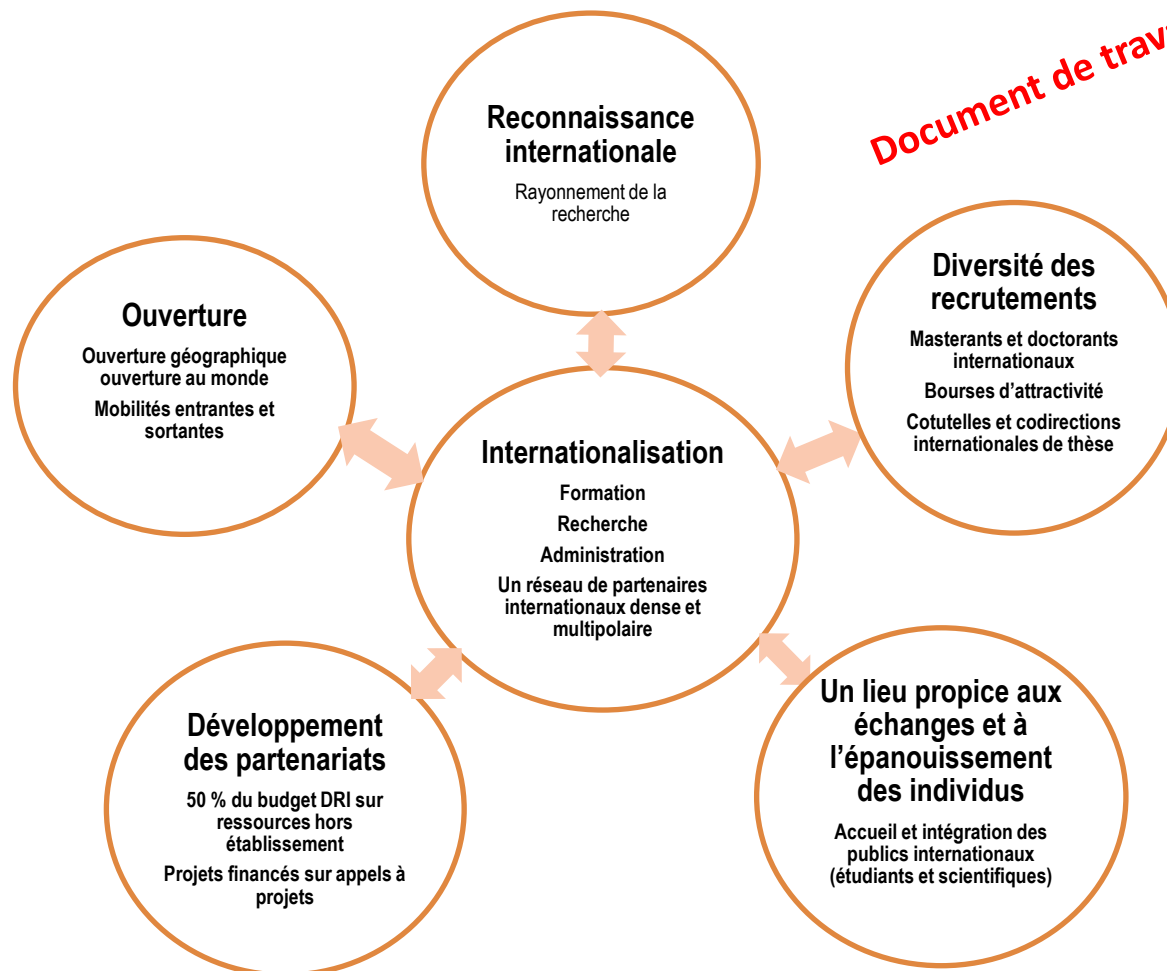 Document de
Reconnaissance
internationale
Rayonnement de la
recherche
Ouverture
Ouverture géographique
ouverture au monde
Mobilités entrantes et
sortantes
Diversité des
recrutements
Masterants et doctorants
internationaux
Bourses d'attractivité
Cotutelles et codirections
internationales de thèse
Internationalisation
Formation
Recherche
Administration
Un réseau de partenaires
internationaux dense et
multipolaire
Développement
des partenariats
50 % du budget DRI sur
ressources hors
établissement
Projets financés sur appels à
projets
Un lieu propice aux
échanges et à
l'épanouissement
des individus
Accueil et intégration des
publics internationaux
(étudiants et scientifiques)